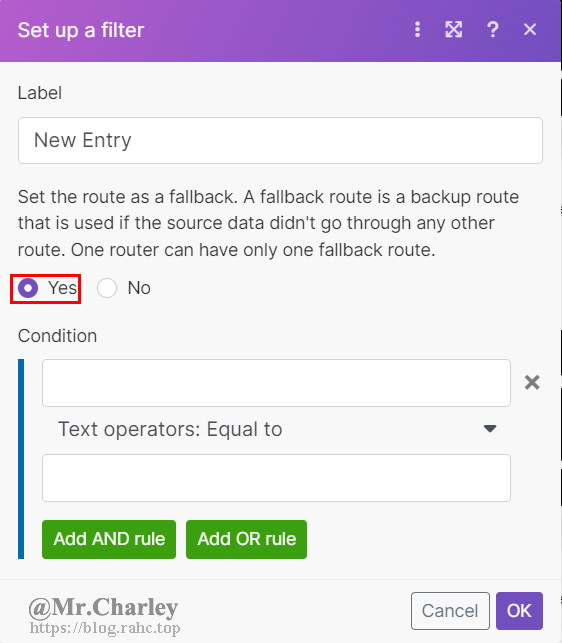 Set up a filter
Label
New Entry
Set the route as a fallback. A fallback route is a backup route
that is used if the source data didn't go through any other
route. One router can have only one fallback route.
Yes No
Condition
Text operators: Equal to
Add AND rule Add OR rule
@Mr.Charley
https://blog.rahc.top
Cancel OK